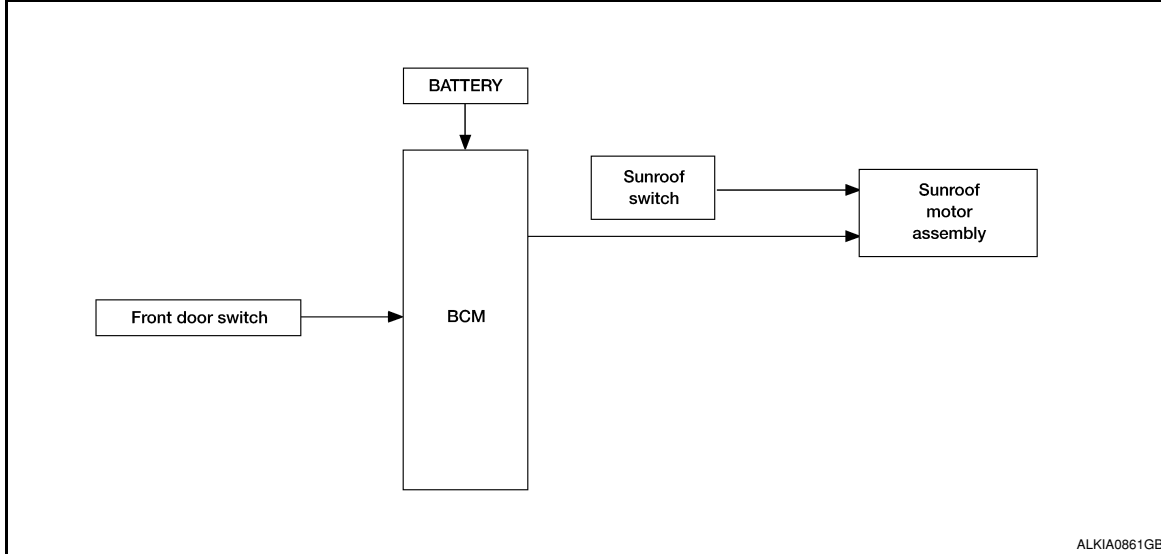 BATTERY
Sunroof
switch
Sunroof
motor
assembly
Front door switch
BCM
ALKIA0861GB